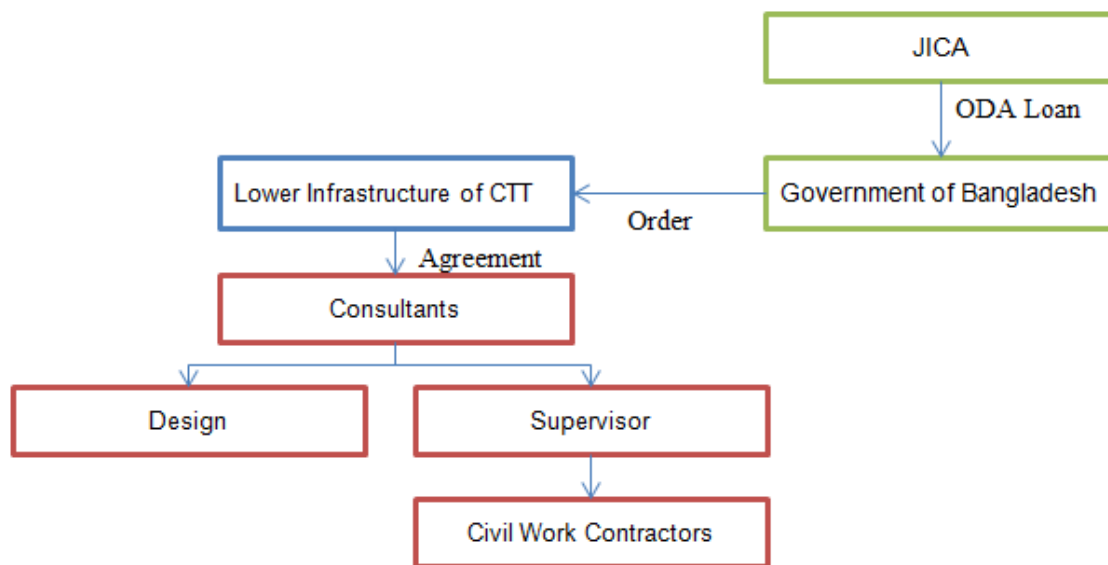 JICA
ODA Loan
Lower Infrastructure of CTT
Government of Bangladesh
Order
Agreement
Consultants
Design
Supervisor
Civil Work Contractors